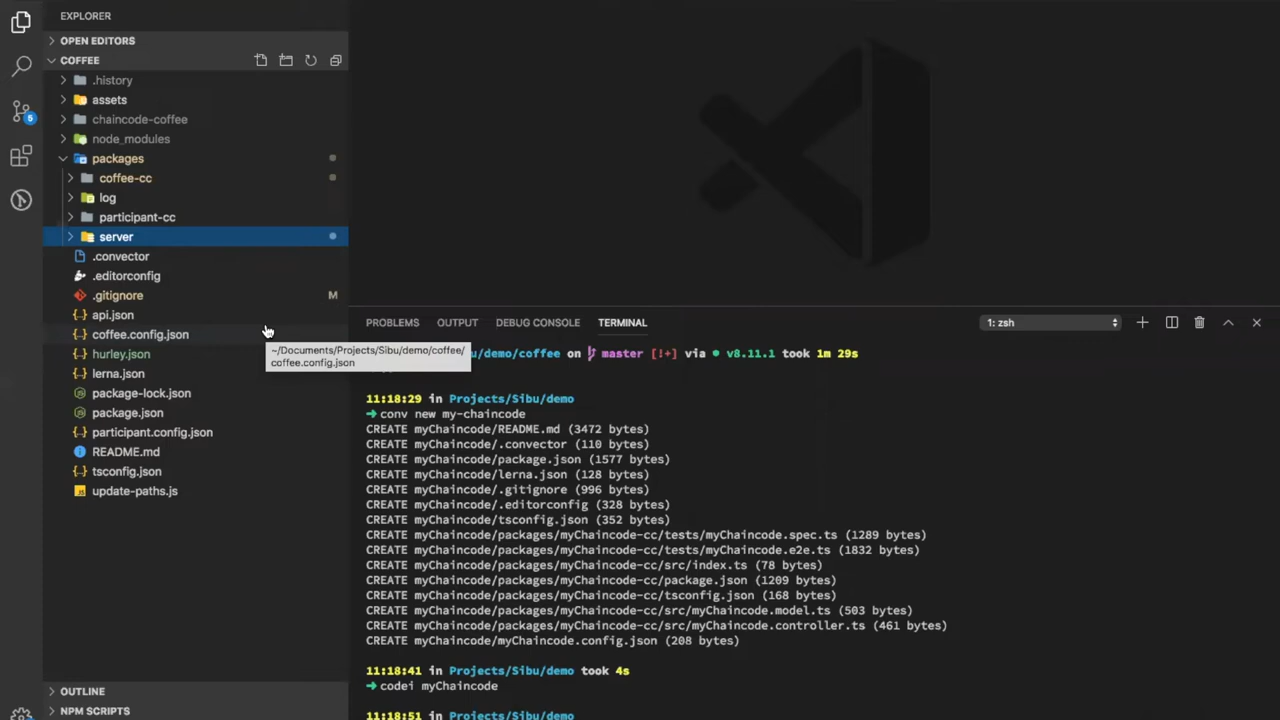 EXPLORER
OPEN EDITORS
COFFEE
.history
assets
chaincode-coffee
node_modules
packages
coffee-cc
log
participant-cc
server
.convector
.editorconfig
.gitignore M
api.json
coffee.config.json
hurley.json
lerna.json
package-lock.json
package.json
participant.config.json
README.md
tsconfig.json
update-paths.js
OUTLINE
NPM SCRIPTS
5
~/Documents/Projects/Sibu/demo/coffee/
coffee.config.json
PROBLEMS OUTPUT DEBUG CONSOLE TERMINAL 1: zsh
u/demo/coffee on master [!+] via ● v8.11.1 took 1m 29s
11:18:29 in Projects/Sibu/demo
➜ conv new my-chaincode
CREATE myChaincode/README.md (3472 bytes)
CREATE myChaincode/.convector (110 bytes)
CREATE myChaincode/package.json (1577 bytes)
CREATE myChaincode/lerna.json (128 bytes)
CREATE myChaincode/.gitignore (996 bytes)
CREATE myChaincode/.editorconfig (328 bytes)
CREATE myChaincode/tsconfig.json (352 bytes)
CREATE myChaincode/packages/myChaincode-cc/tests/myChaincode.spec.ts (1289 bytes)
CREATE myChaincode/packages/myChaincode-cc/tests/myChaincode.e2e.ts (1832 bytes)
CREATE myChaincode/packages/myChaincode-cc/src/index.ts (78 bytes)
CREATE myChaincode/packages/myChaincode-cc/package.json (1209 bytes)
CREATE myChaincode/packages/myChaincode-cc/tsconfig.json (168 bytes)
CREATE myChaincode/packages/myChaincode-cc/src/myChaincode.model.ts (503 bytes)
CREATE myChaincode/packages/myChaincode-cc/src/myChaincode.controller.ts (461 bytes)
CREATE myChaincode/myChaincode.config.json (208 bytes)
11:18:41 in Projects/Sibu/demo took 4s
➜ codei myChaincode
11:18:51 in Projects/Sibu/demo